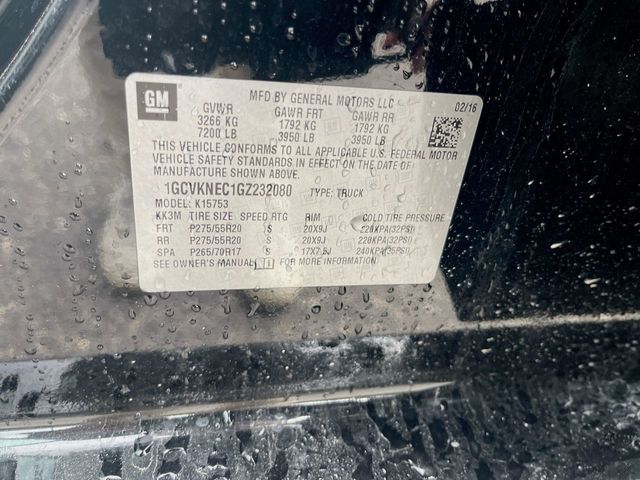 GM
MFD BY GENERAL MOTORS LLC 02/16
GVWR GAWR FRT GAWR RR
3266 KG 1792 KG 1792 KG
7200 LB 3950 LB 3950 LB
THIS VEHICLE CONFORMS TO ALL APPLICABLE U.S. FEDERAL MOTOR
VEHICLE SAFETY STANDARDS IN EFFECT ON THE DATE OF
MANUFACTURE SHOWN ABOVE.
1GCVKNEC1GZ232080 TYPE: TRUCK
MODEL: K15753
KK3M TIRE SIZE SPEED RTG RIM COLD TIRE PRESSURE
FRT P275/55R20 S 20X9J 220KPA(32PSI)
RR P275/55R20 S 20X9J 220KPA(32PSI)
SPA P265/70R17 S 17X7.5J 240KPA(35PSI)
SEE OWNER'S MANUAL FOR MORE INFORMATION